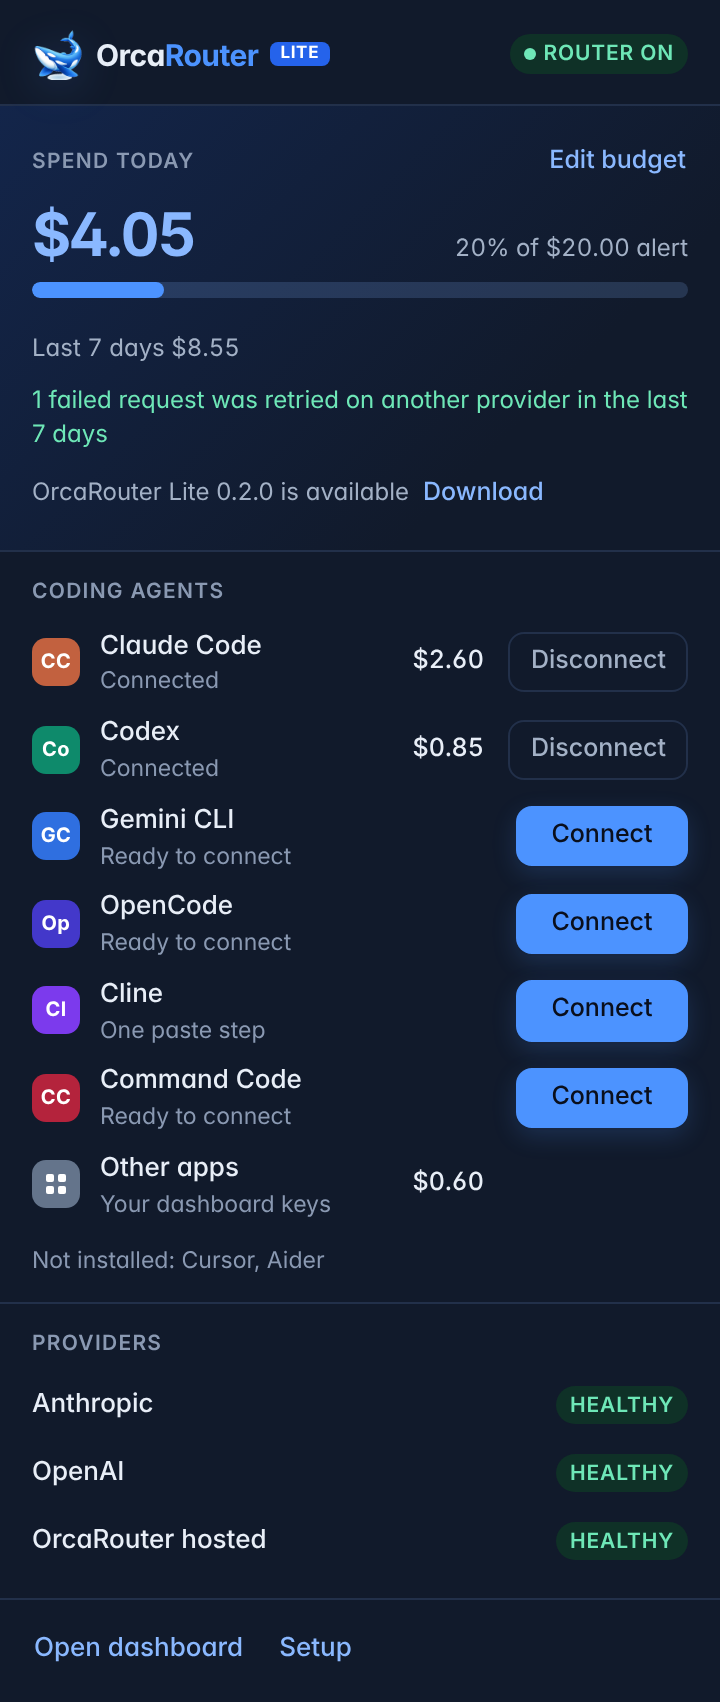 OrcaRouter LITE ROUTER ON
SPEND TODAY Edit budget
$4.05 20% of $20.00 alert
Last 7 days $8.55
1 failed request was retried on another provider in the last
7 days
OrcaRouter Lite 0.2.0 is available Download
CODING AGENTS
CC Claude Code $2.60 Disconnect
Connected
Co Codex $0.85 Disconnect
Connected
GC Gemini CLI Connect
Ready to connect
Op OpenCode Connect
Ready to connect
Cl Cline Connect
One paste step
CC Command Code Connect
Ready to connect
Other apps $0.60
Your dashboard keys
Not installed: Cursor, Aider
PROVIDERS
Anthropic HEALTHY
OpenAI HEALTHY
OrcaRouter hosted HEALTHY
Open dashboard Setup